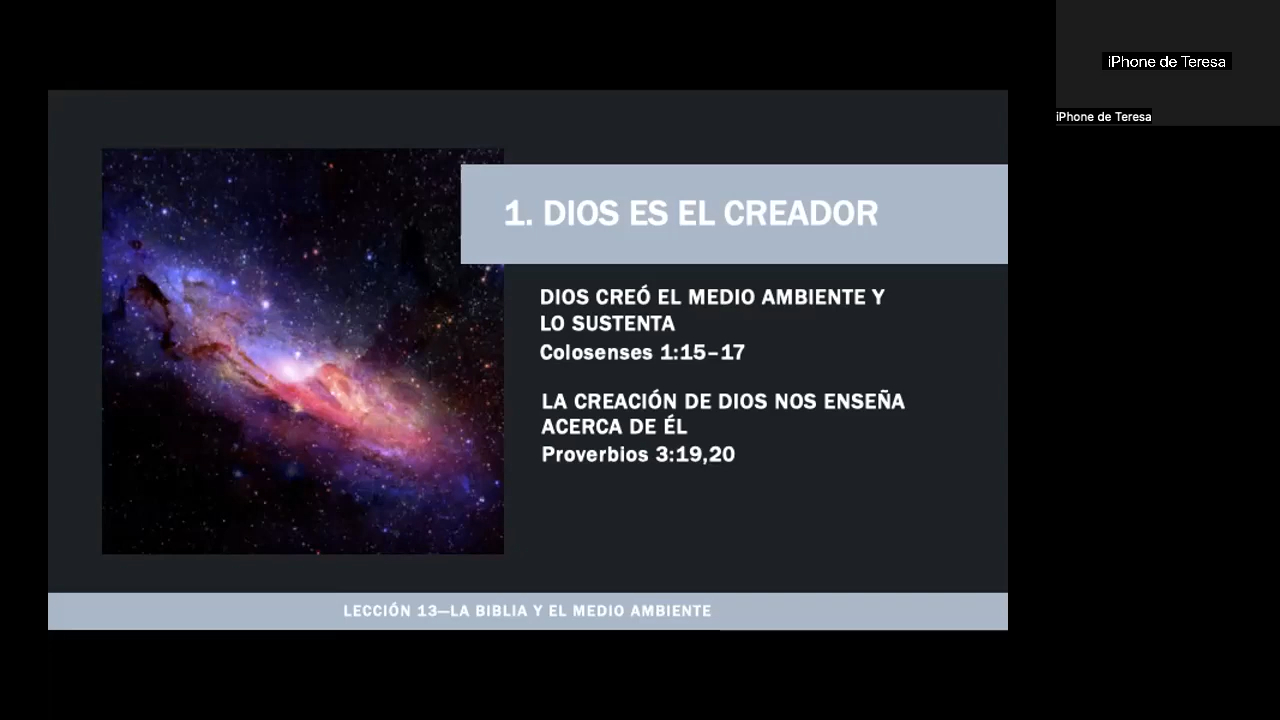 iPhone de Teresa
iPhone de Teresa
1. DIOS ES EL CREADOR
DIOS CREÓ EL MEDIO AMBIENTE Y
LO SUSTENTA
Colosenses 1:15–17
LA CREACIÓN DE DIOS NOS ENSEÑA
ACERCA DE ÉL
Proverbios 3:19,20
LECCIÓN 13—LA BIBLIA Y EL MEDIO AMBIENTE